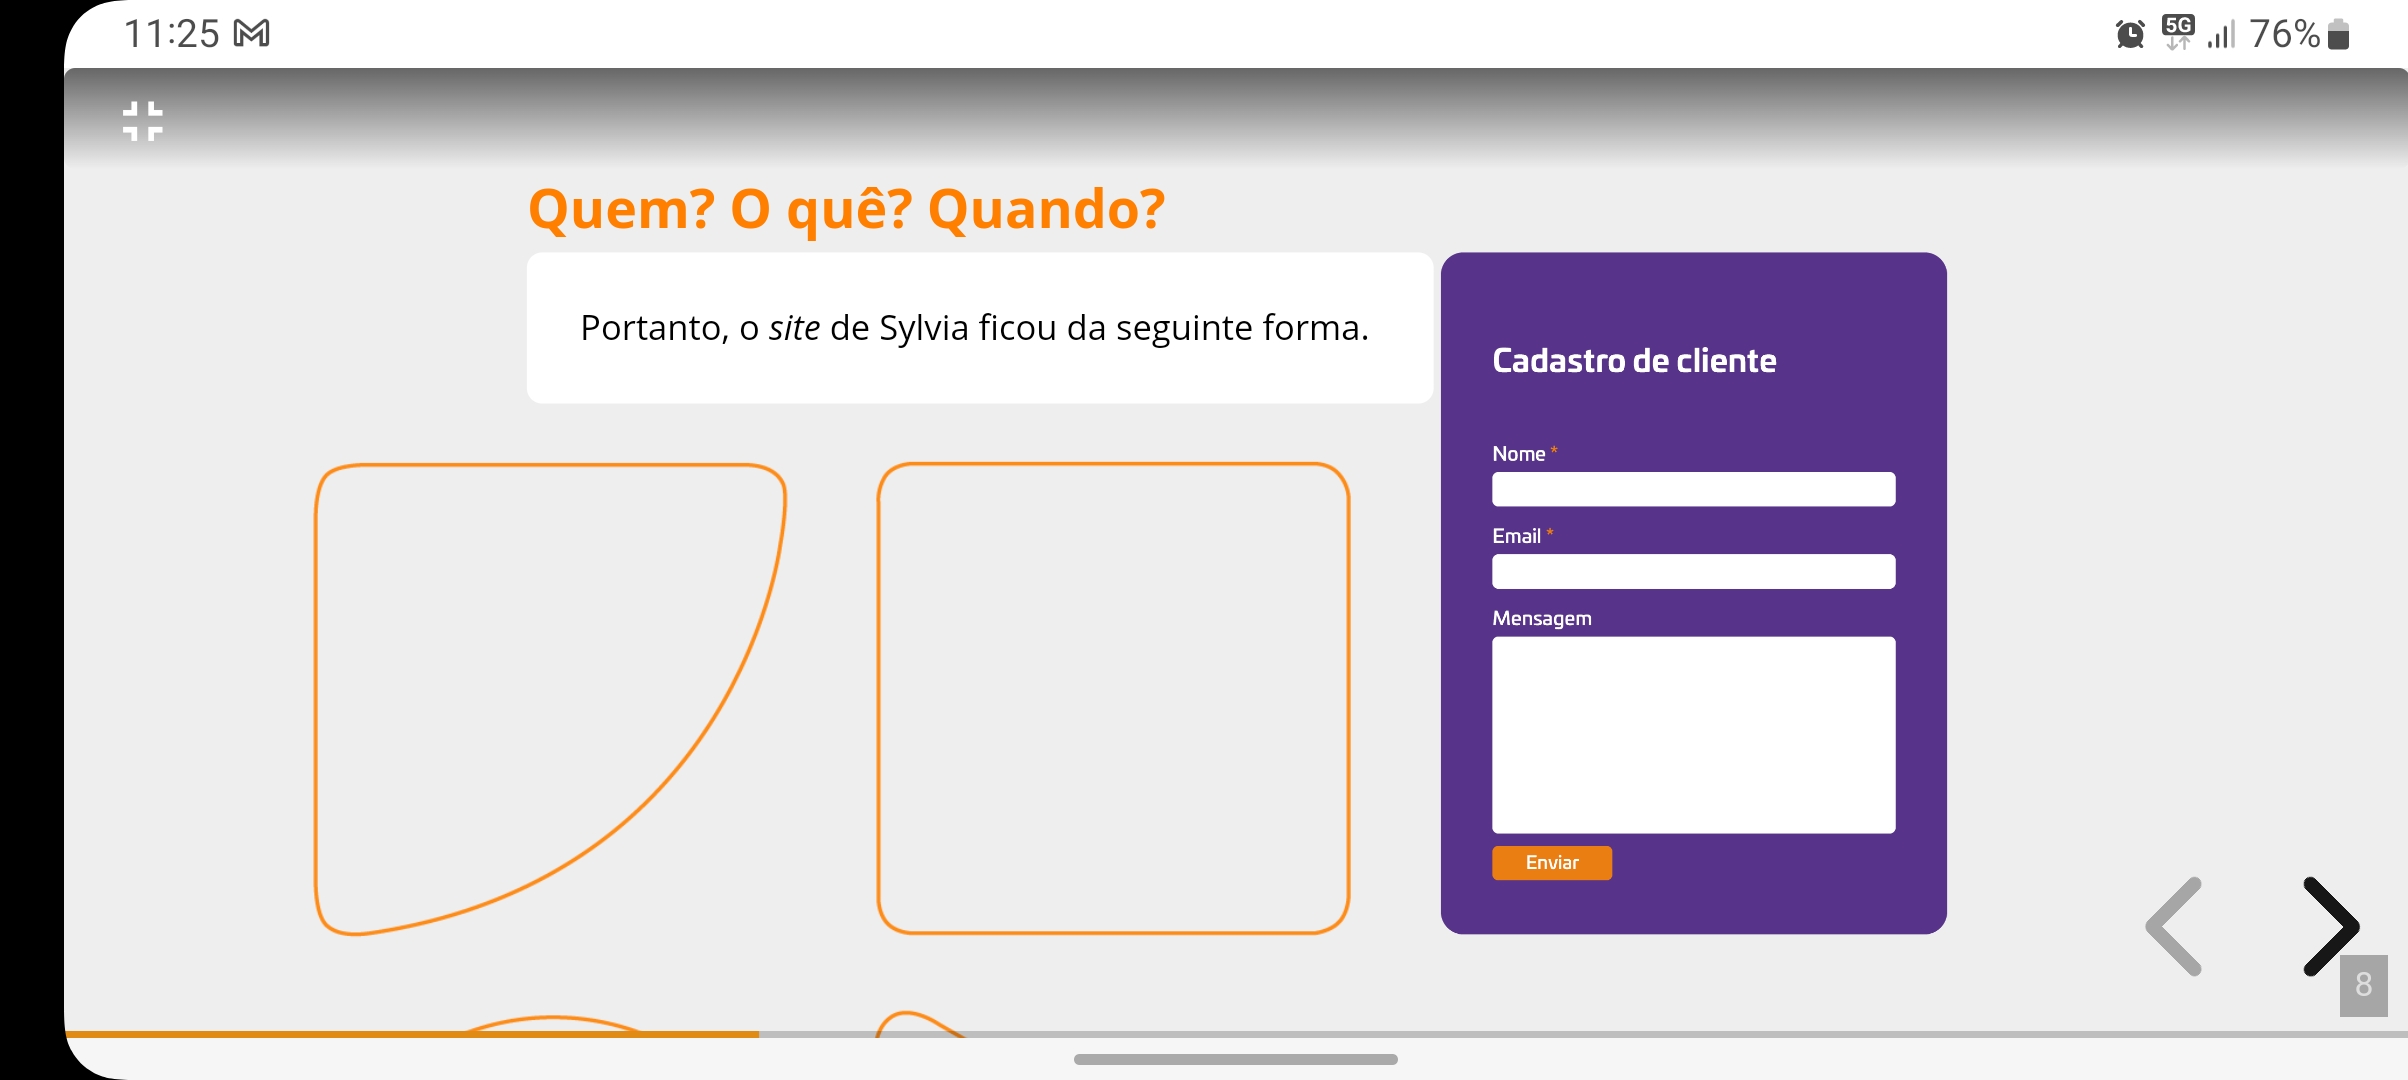 11:25
5G
76%
Quem? O quê? Quando?
Portanto, o site de Sylvia ficou da seguinte forma.
Cadastro de cliente
Nome *
Email *
Mensagem
Enviar
8